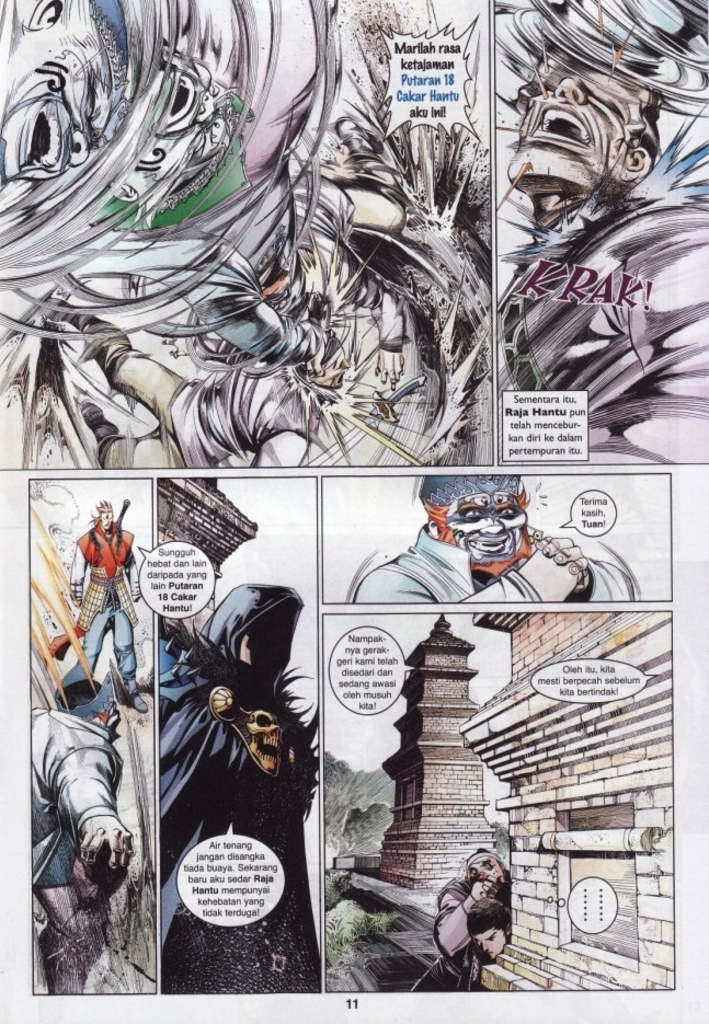 Marilah rasa
ketajaman
Putaran 18
Cakar Hantu
aku ini!
KRAK!
Sementara itu,
Raja Hantu pun
telah mencebur-
kan diri ke dalam
pertempuran itu.
Sungguh
hebat dan lain
daripada yang
lain Putaran
18 Cakar
Hantu!
Air tenang
jangan disangka
tiada buaya. Sekarang
baru aku sedar Raja
Hantu mempunyai
kehebatan yang
tidak terduga!
Terima
kasih,
Tuan!
Nampak-
nya gerak-
geri kami telah
disedari dan
sedang diawasi
oleh musuh
kita!
Oleh itu, kita
mesti berpecah sebelum
kita bertindak!
11